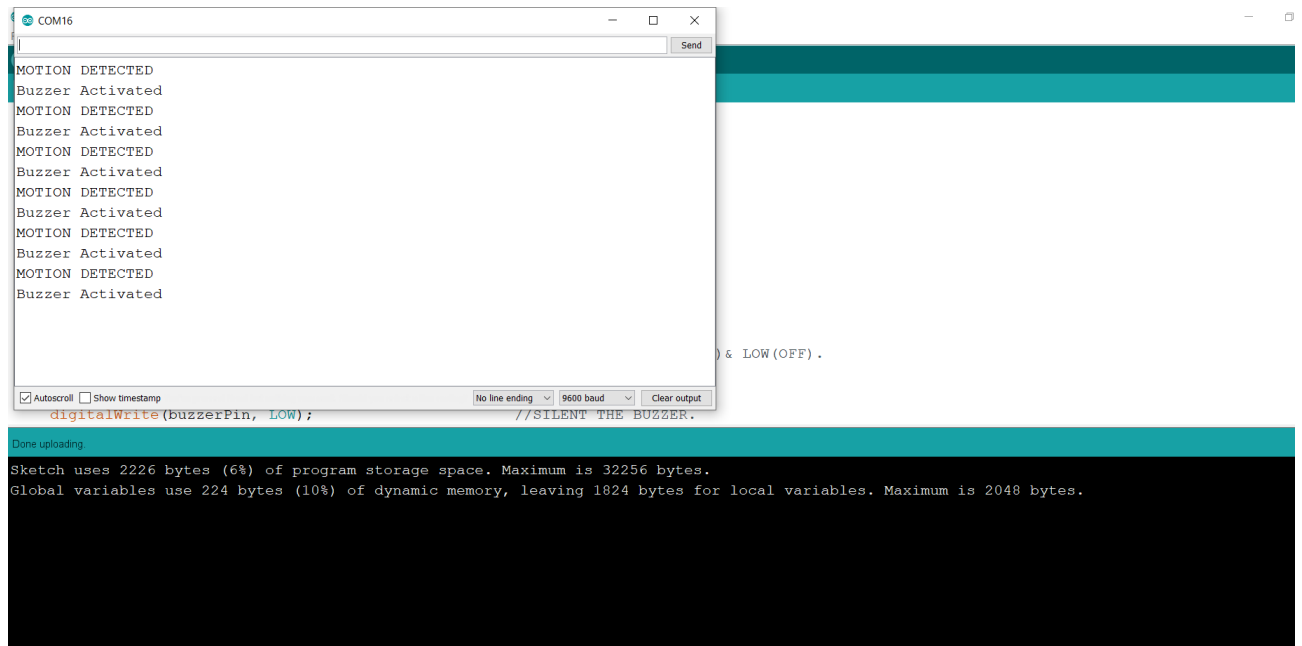 COM16
Send
MOTION DETECTED
Buzzer Activated
MOTION DETECTED
Buzzer Activated
MOTION DETECTED
Buzzer Activated
MOTION DETECTED
Buzzer Activated
MOTION DETECTED
Buzzer Activated
MOTION DETECTED
Buzzer Activated
)& LOW(OFF).
Autoscroll Show timestamp No line ending 9600 baud Clear output
digitalWrite(buzzerPin, LOW); //SILENT THE BUZZER.
Done uploading.
Sketch uses 2226 bytes (6%) of program storage space. Maximum is 32256 bytes.
Global variables use 224 bytes (10%) of dynamic memory, leaving 1824 bytes for local variables. Maximum is 2048 bytes.